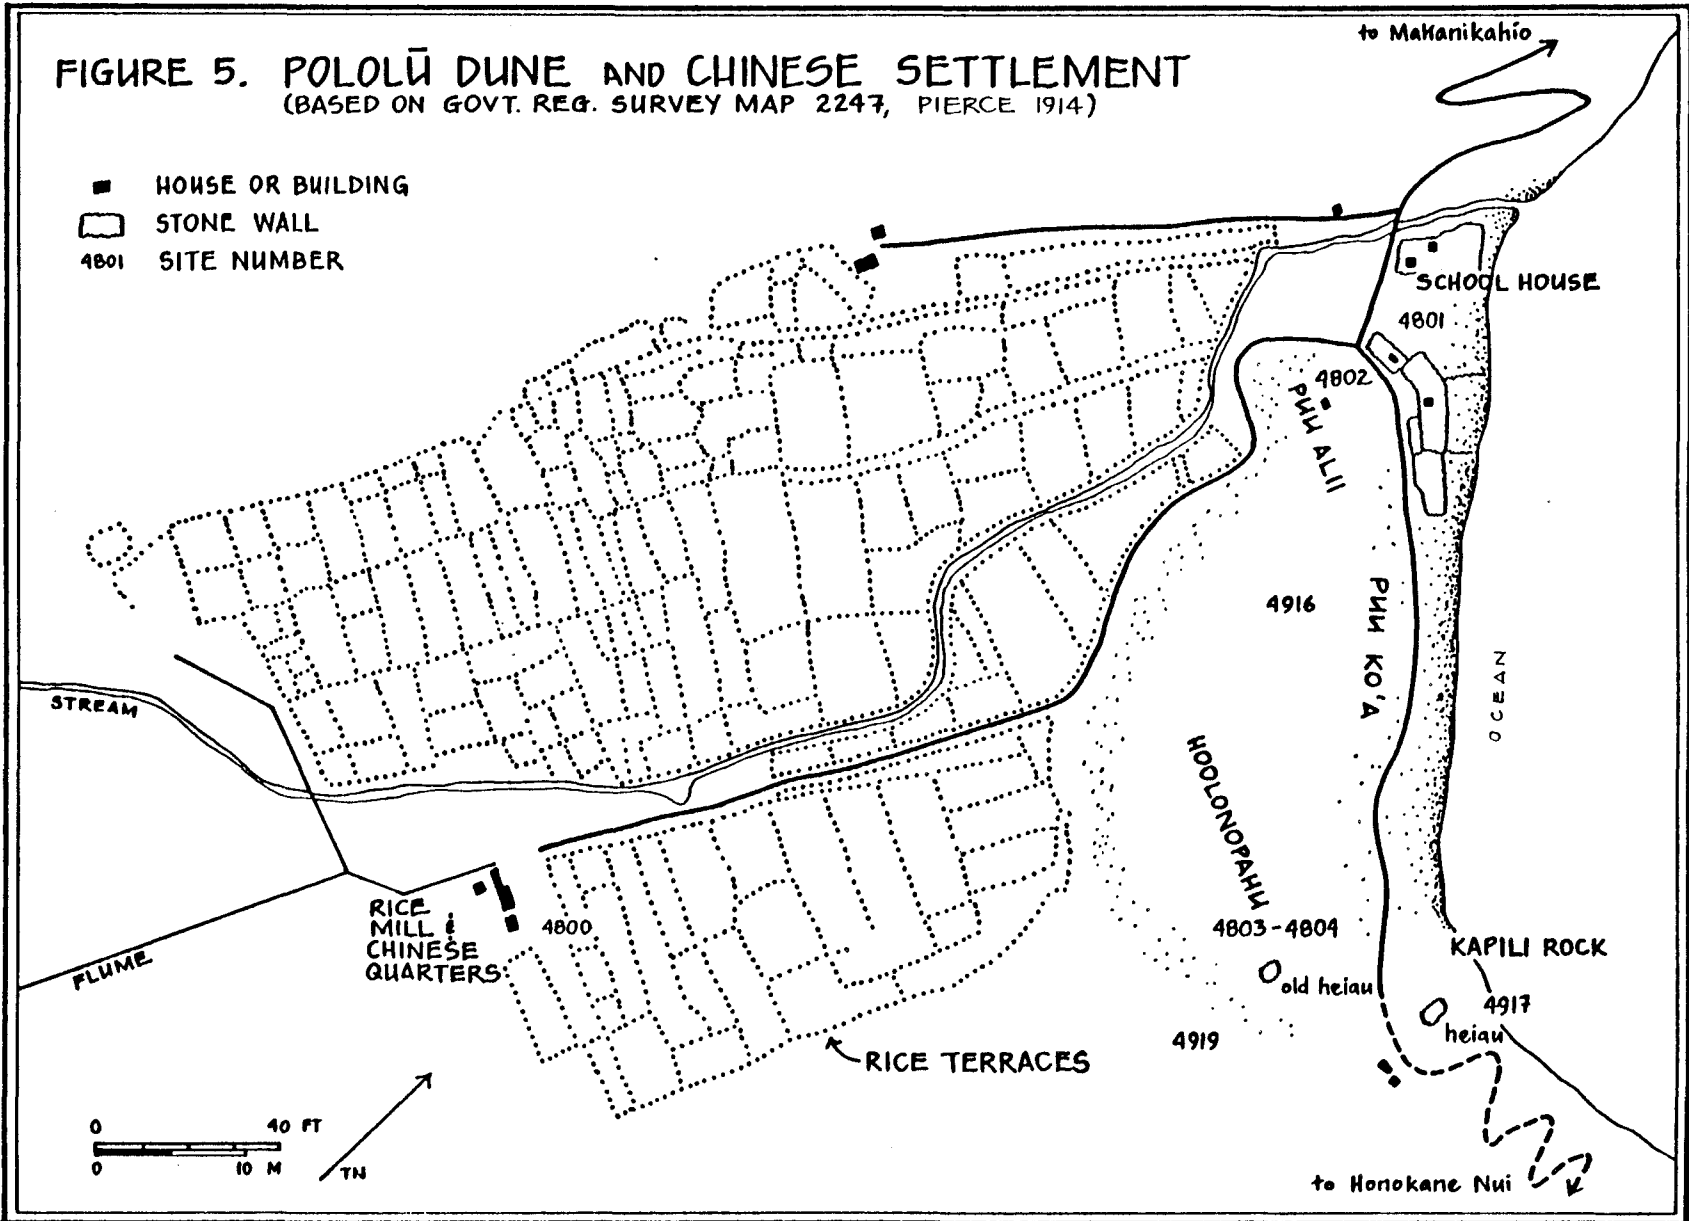 to Makanikahio
FIGURE 5. POLOLŪ DUNE AND CHINESE SETTLEMENT
(BASED ON GOVT. REG. SURVEY MAP 2247, PIERCE 1914)
HOUSE OR BUILDING
STONE WALL
4801 SITE NUMBER
SCHOOL HOUSE
4801
4802
PUU ALII
4916
PUU KO'A
OCEAN
STREAM
HOOLONOPAHU
RICE
MILL &
CHINESE
QUARTERS
4800
4803-4804
KAPILI ROCK
FLUME
old heiau
4917
heiau
4919
RICE TERRACES
0 40 FT
0 10 M
TN
to Honokane Nui